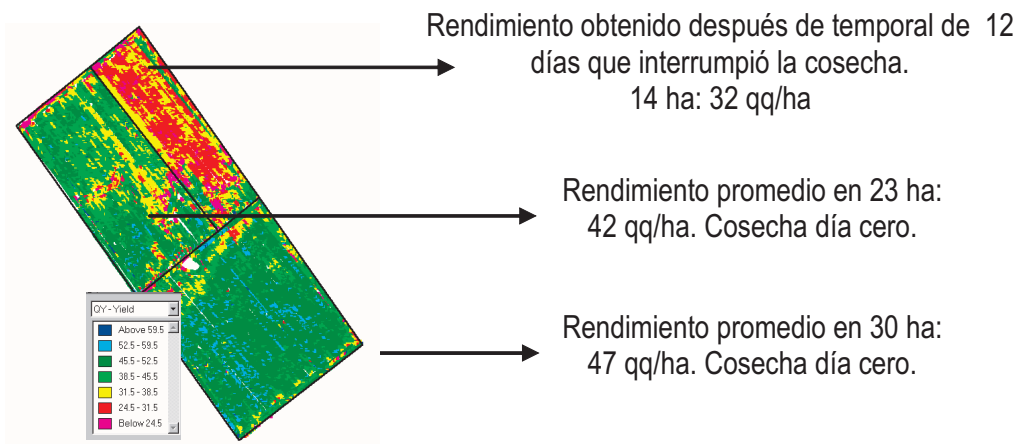 Rendimiento obtenido después de temporal de 12
días que interrumpió la cosecha.
14 ha: 32 qq/ha
Rendimiento promedio en 23 ha:
42 qq/ha. Cosecha día cero.
Rendimiento promedio en 30 ha:
47 qq/ha. Cosecha día cero.
QY - Yield
Above 59.5
52.5 - 59.5
45.5 - 52.5
38.5 - 45.5
31.5 - 38.5
24.5 - 31.5
Below 24.5